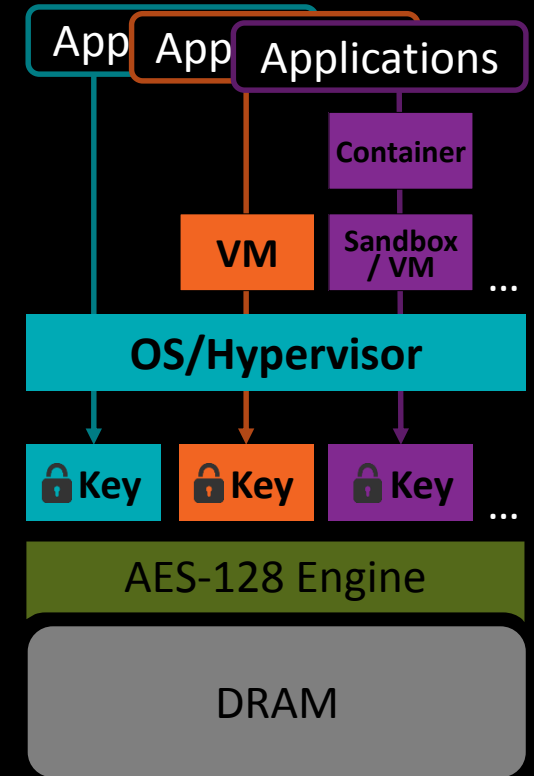 App
App
Applications
Container
VM
Sandbox
/ VM
...
OS/Hypervisor
Key
Key
Key
...
AES-128 Engine
DRAM